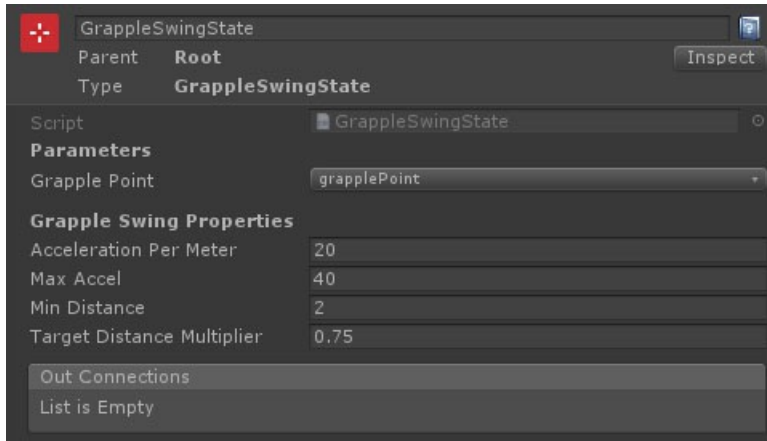 GrappleSwingState
Parent Root
Inspect
Type GrappleSwingState
Script GrappleSwingState
Parameters
Grapple Point grapplePoint
Grapple Swing Properties
Acceleration Per Meter 20
Max Accel 40
Min Distance 2
Target Distance Multiplier 0.75
Out Connections
List is Empty